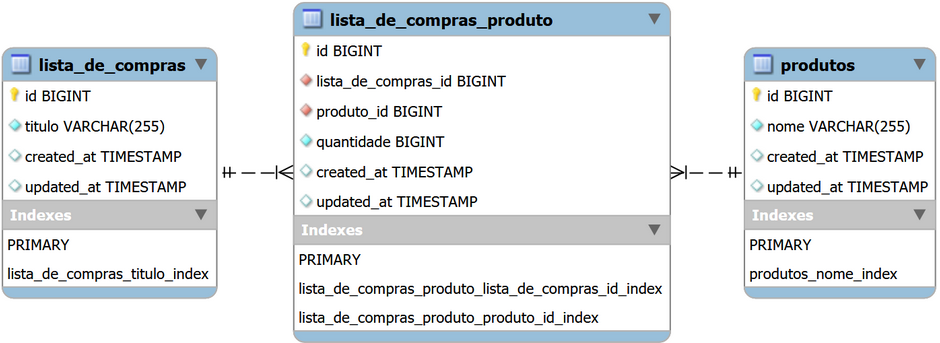 lista_de_compras
id BIGINT
titulo VARCHAR(255)
created_at TIMESTAMP
updated_at TIMESTAMP
Indexes
PRIMARY
lista_de_compras_titulo_index
lista_de_compras_produto
id BIGINT
lista_de_compras_id BIGINT
produto_id BIGINT
quantidade BIGINT
created_at TIMESTAMP
updated_at TIMESTAMP
Indexes
PRIMARY
lista_de_compras_produto_lista_de_compras_id_index
lista_de_compras_produto_produto_id_index
produtos
id BIGINT
nome VARCHAR(255)
created_at TIMESTAMP
updated_at TIMESTAMP
Indexes
PRIMARY
produtos_nome_index